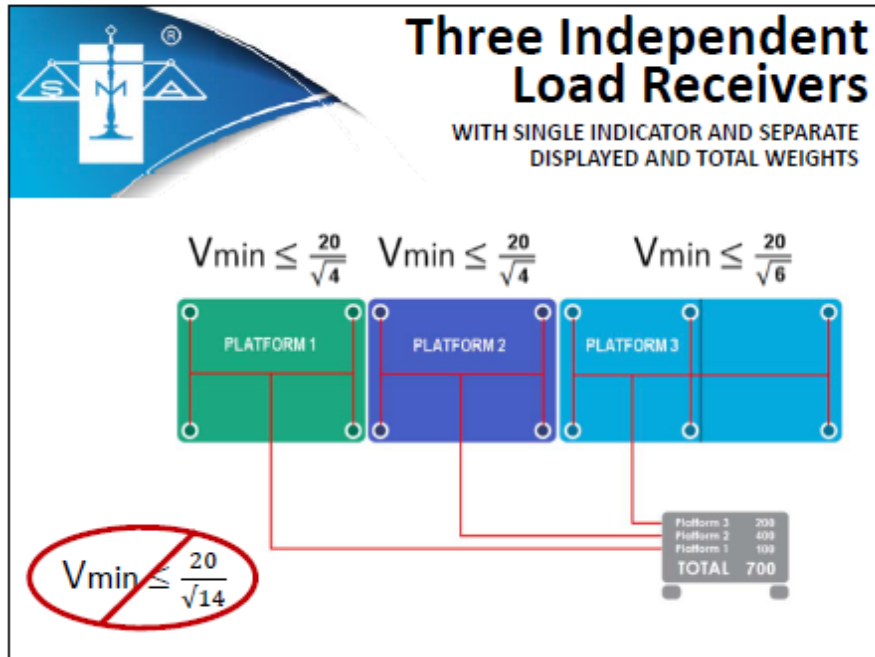 S M A ®
Three Independent
Load Receivers
WITH SINGLE INDICATOR AND SEPARATE
DISPLAYED AND TOTAL WEIGHTS
Vmin ≤ 20/√4 Vmin ≤ 20/√4 Vmin ≤ 20/√6
PLATFORM 1 PLATFORM 2 PLATFORM 3
Platform 3 200
Platform 2 400
Platform 1 100
TOTAL 700
Vmin ≤ 20/√14